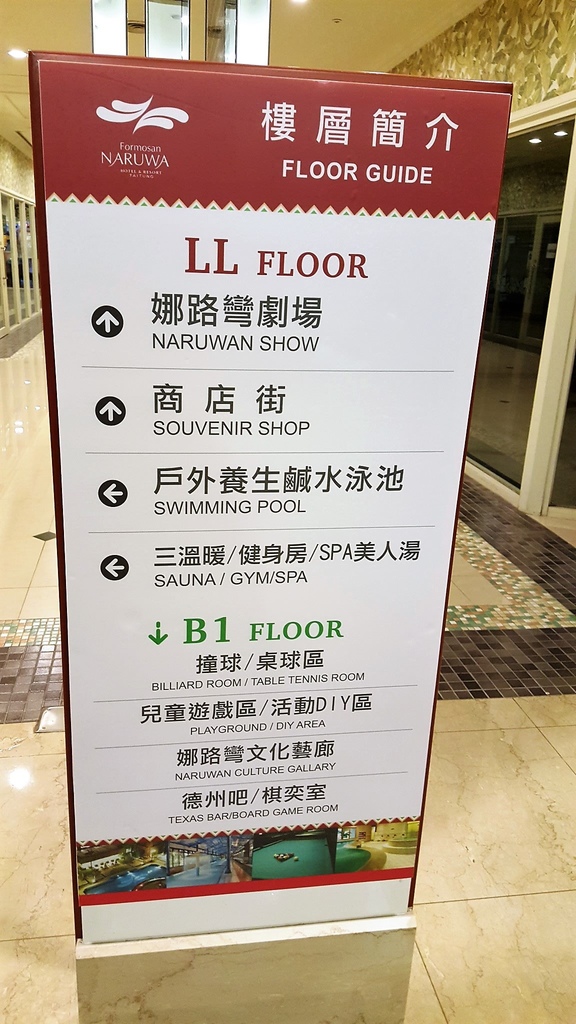 Formosan
NARUWA
HOTEL & RESORT
TAITUNG
樓層簡介
FLOOR GUIDE
LL FLOOR
娜路彎劇場
NARUWAN SHOW
商店街
SOUVENIR SHOP
戶外養生鹹水泳池
SWIMMING POOL
三溫暖/健身房/SPA美人湯
SAUNA / GYM/SPA
B1 FLOOR
撞球/桌球區
BILLIARD ROOM / TABLE TENNIS ROOM
兒童遊戲區/活動DIY區
PLAYGROUND / DIY AREA
娜路彎文化藝廊
NARUWAN CULTURE GALLARY
德州吧/棋奕室
TEXAS BAR/BOARD GAME ROOM